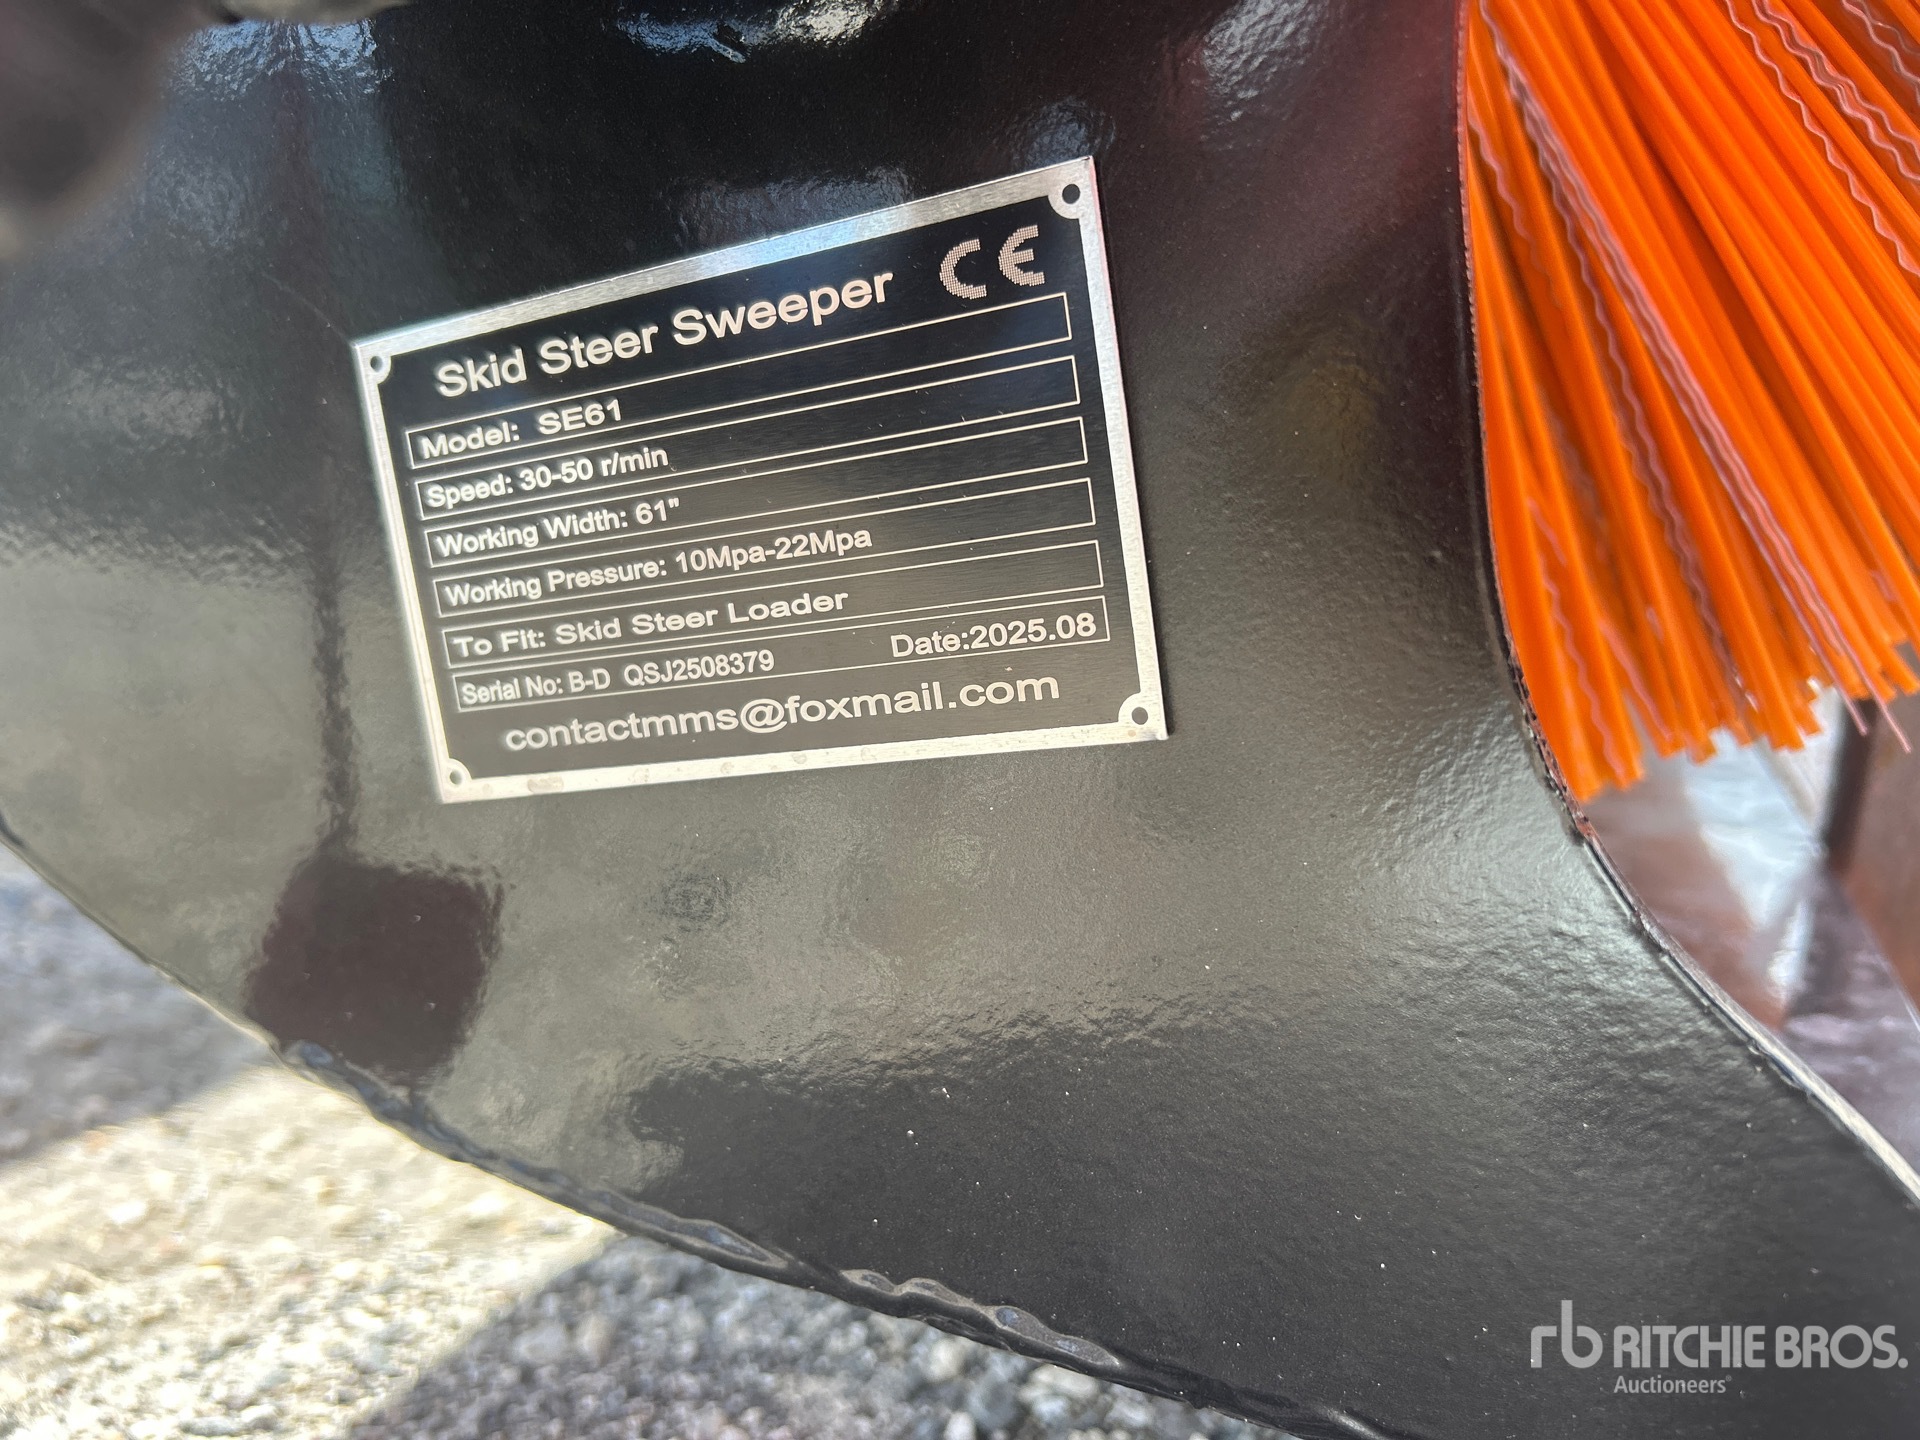 Skid Steer Sweeper CE
Model: SE61
Speed: 30-50 r/min
Working Width: 61"
Working Pressure: 10Mpa-22Mpa
To Fit: Skid Steer Loader
Serial No: B-D QSJ2508379 Date:2025.08
contactmms@foxmail.com
rb RITCHIE BROS.
Auctioneers